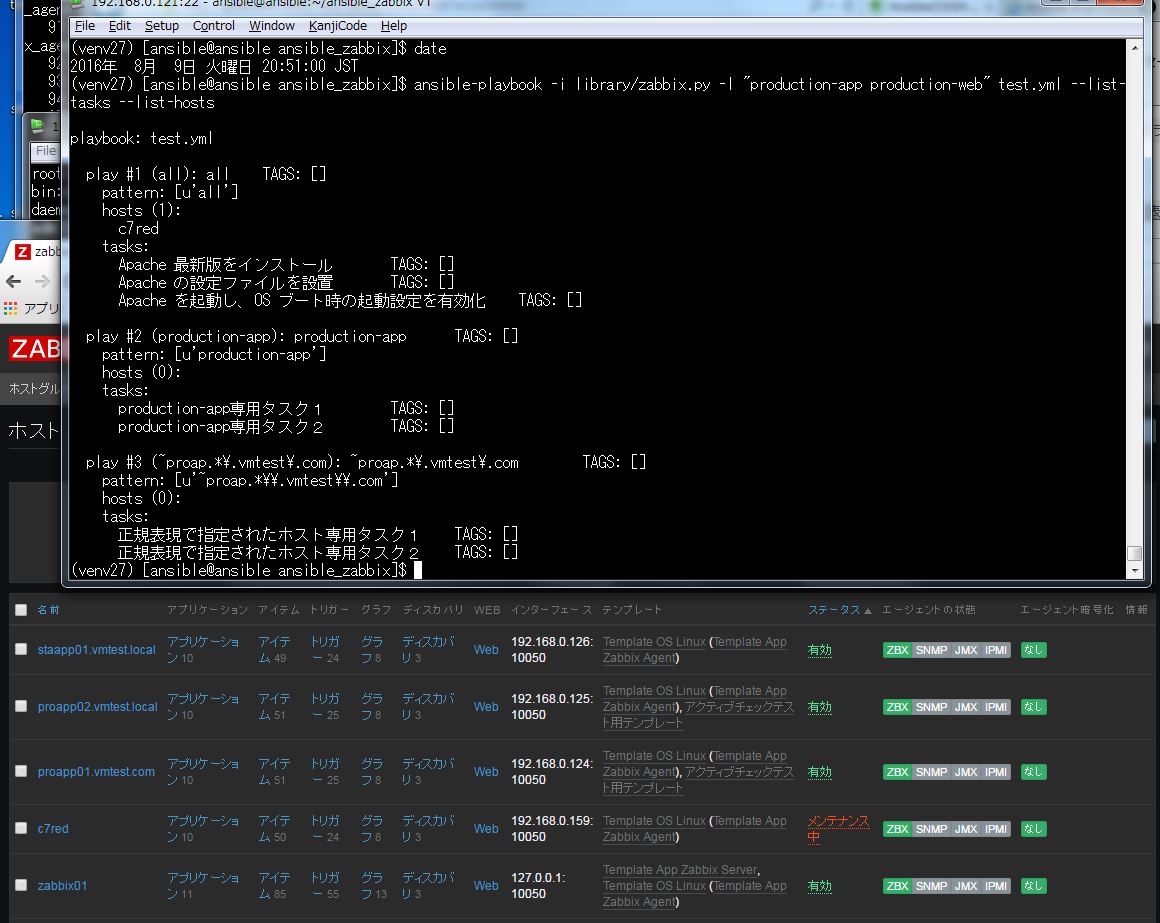 192.168.0.121:22 - ansible@ansible:~/ansible_zabbix VT
File Edit Setup Control Window KanjiCode Help
(venv27) [ansible@ansible ansible_zabbix]$ date
2016年 8月 9日 火曜日 20:51:00 JST
(venv27) [ansible@ansible ansible_zabbix]$ ansible-playbook -i library/zabbix.py -l "production-app production-web" test.yml --list-
tasks --list-hosts
playbook: test.yml
play #1 (all): all TAGS: []
pattern: [u'all']
hosts (1):
c7red
tasks:
Apache 最新版をインストール TAGS: []
Apache の設定ファイルを設置 TAGS: []
Apache を起動し、OS ブート時の起動設定を有効化 TAGS: []
play #2 (production-app): production-app TAGS: []
pattern: [u'production-app']
hosts (0):
tasks:
production-app専用タスク１ TAGS: []
production-app専用タスク２ TAGS: []
play #3 (~proap.*¥.vmtest¥.com): ~proap.*¥.vmtest¥.com TAGS: []
pattern: [u'~proap.*¥¥.vmtest¥¥.com']
hosts (0):
tasks:
正規表現で指定されたホスト専用タスク１ TAGS: []
正規表現で指定されたホスト専用タスク２ TAGS: []
(venv27) [ansible@ansible ansible_zabbix]$
_agen
91
x_age
92
93
94
File
root
bin:
daem
Z zabb
アプリ
ZAB
ホストグル
ホスト
名前 アプリケーション アイテム トリガー グラフ ディスカバリ WEB インターフェース テンプレート ステータス▲ エージェントの状態 エージェント暗号化 情報
staapp01.vmtest.local アプリケーショ アイテ トリガ グラ ディスカバ Web 192.168.0.126: Template OS Linux (Template App 有効 ZBX SNMP JMX IPMI なし
ン 10 ム 49 ー 24 フ 8 リ 3 10050 Zabbix Agent)
proapp02.vmtest.local アプリケーショ アイテ トリガ グラ ディスカバ Web 192.168.0.125: Template OS Linux (Template App 有効 ZBX SNMP JMX IPMI なし
ン 10 ム 51 ー 25 フ 8 リ 3 10050 Zabbix Agent), アクティブチェックテス
ト用テンプレート
proapp01.vmtest.com アプリケーショ アイテ トリガ グラ ディスカバ Web 192.168.0.124: Template OS Linux (Template App 有効 ZBX SNMP JMX IPMI なし
ン 10 ム 51 ー 25 フ 8 リ 3 10050 Zabbix Agent), アクティブチェックテス
ト用テンプレート
c7red アプリケーショ アイテ トリガ グラ ディスカバ Web 192.168.0.159: Template OS Linux (Template App メンテナンス ZBX SNMP JMX IPMI なし
ン 10 ム 50 ー 24 フ 8 リ 3 10050 Zabbix Agent) 中
zabbix01 アプリケーショ アイテ トリガ グラ ディスカバ Web 127.0.0.1: Template App Zabbix Server, 有効 ZBX SNMP JMX IPMI なし
ン 11 ム 85 ー 55 フ 13 リ 3 10050 Template OS Linux (Template App
Zabbix Agent)